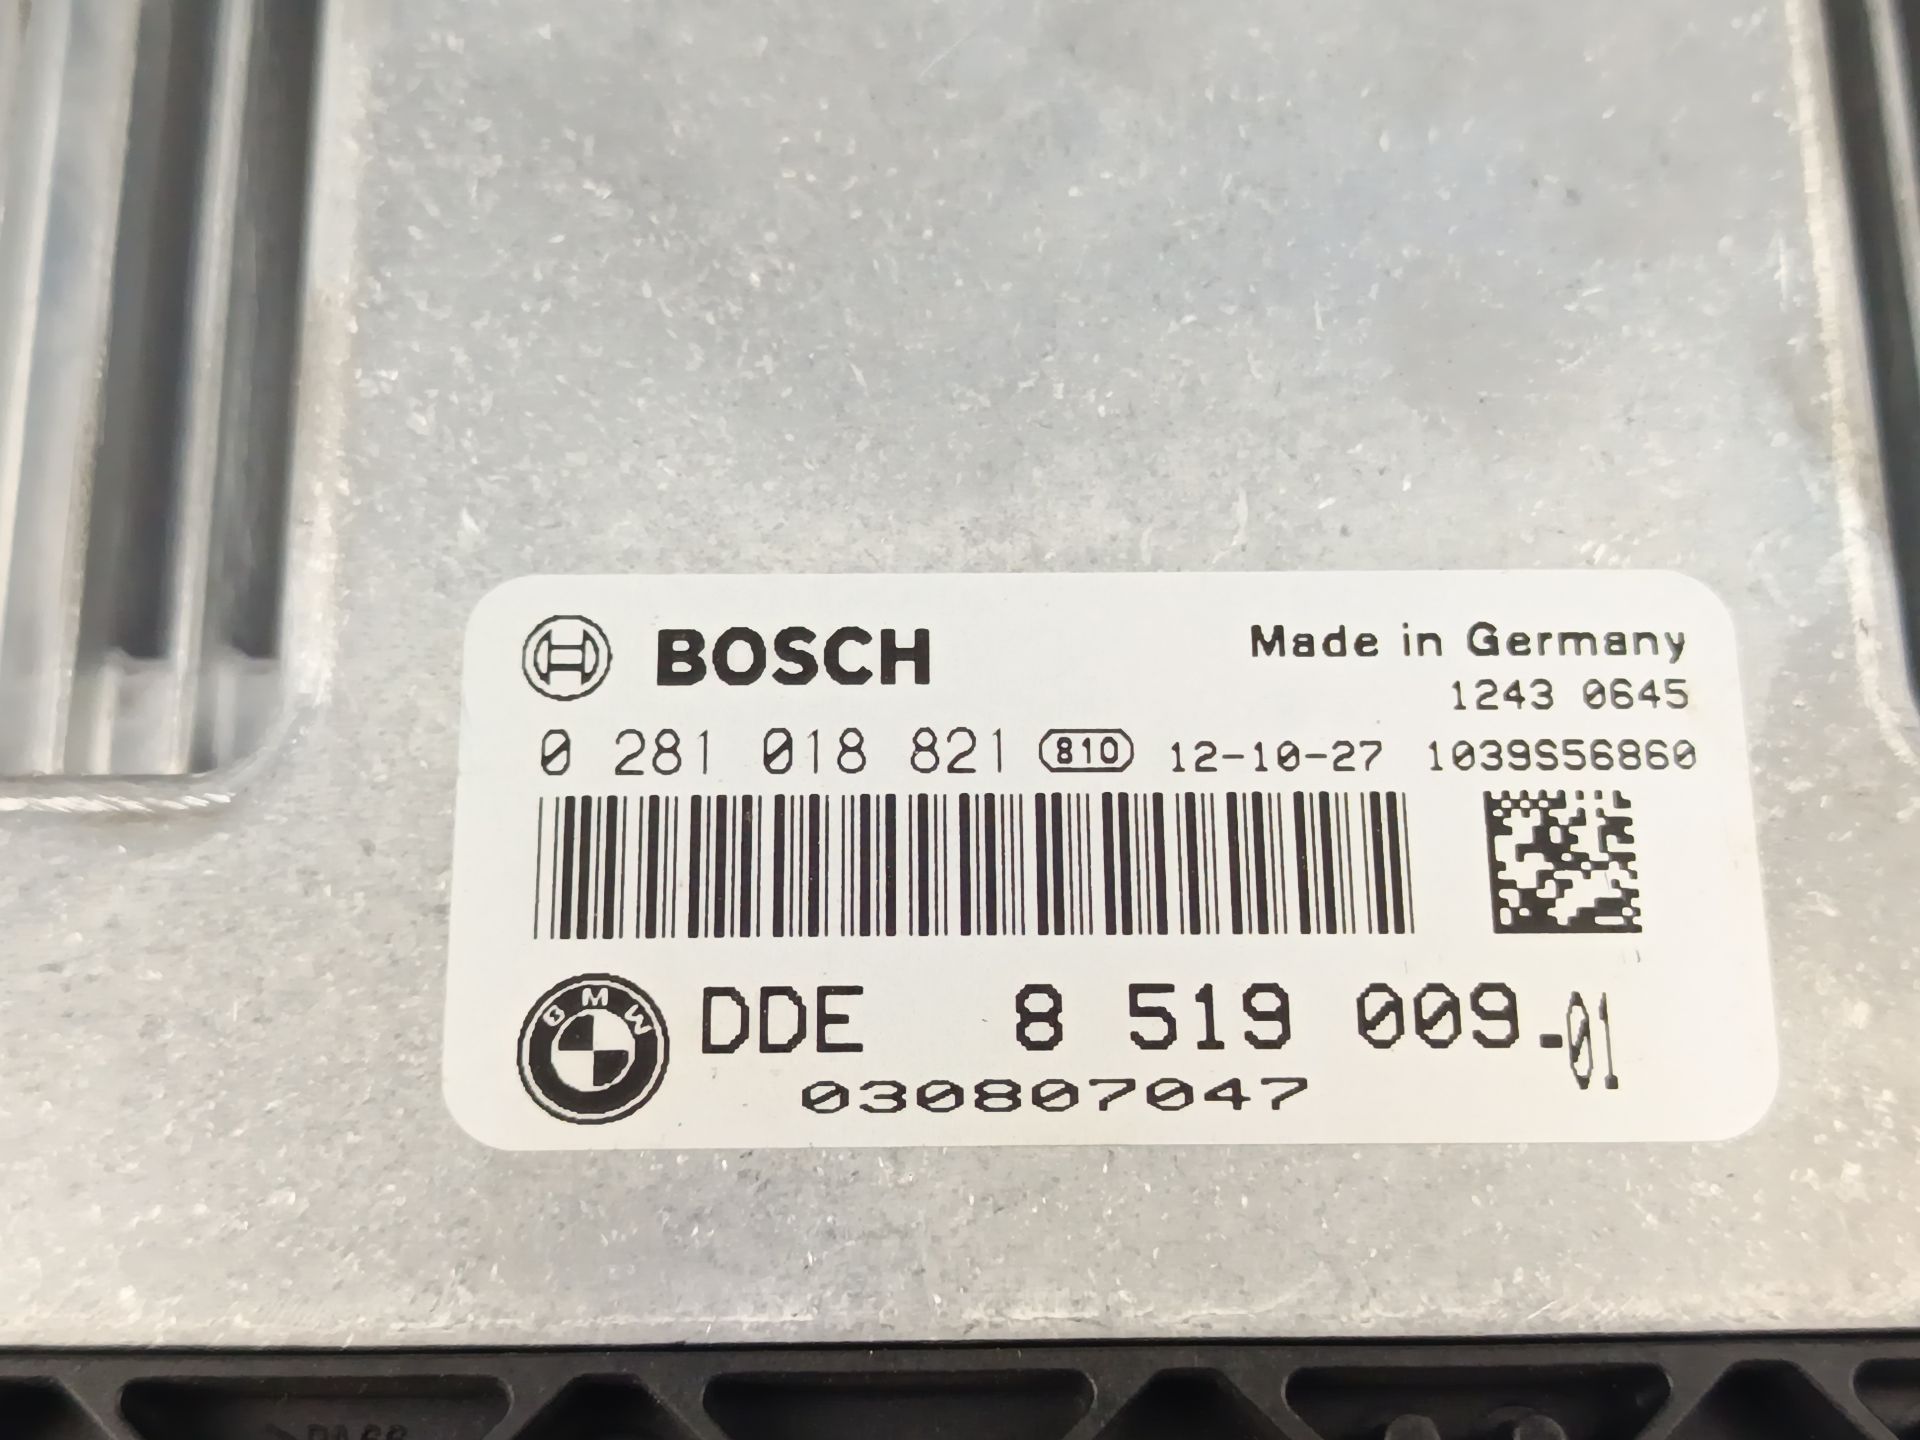 BOSCH
Made in Germany
1243 0645
0 281 018 821 810 12-10-27 1039S56860
BMW
DDE 8 519 009-01
030807047